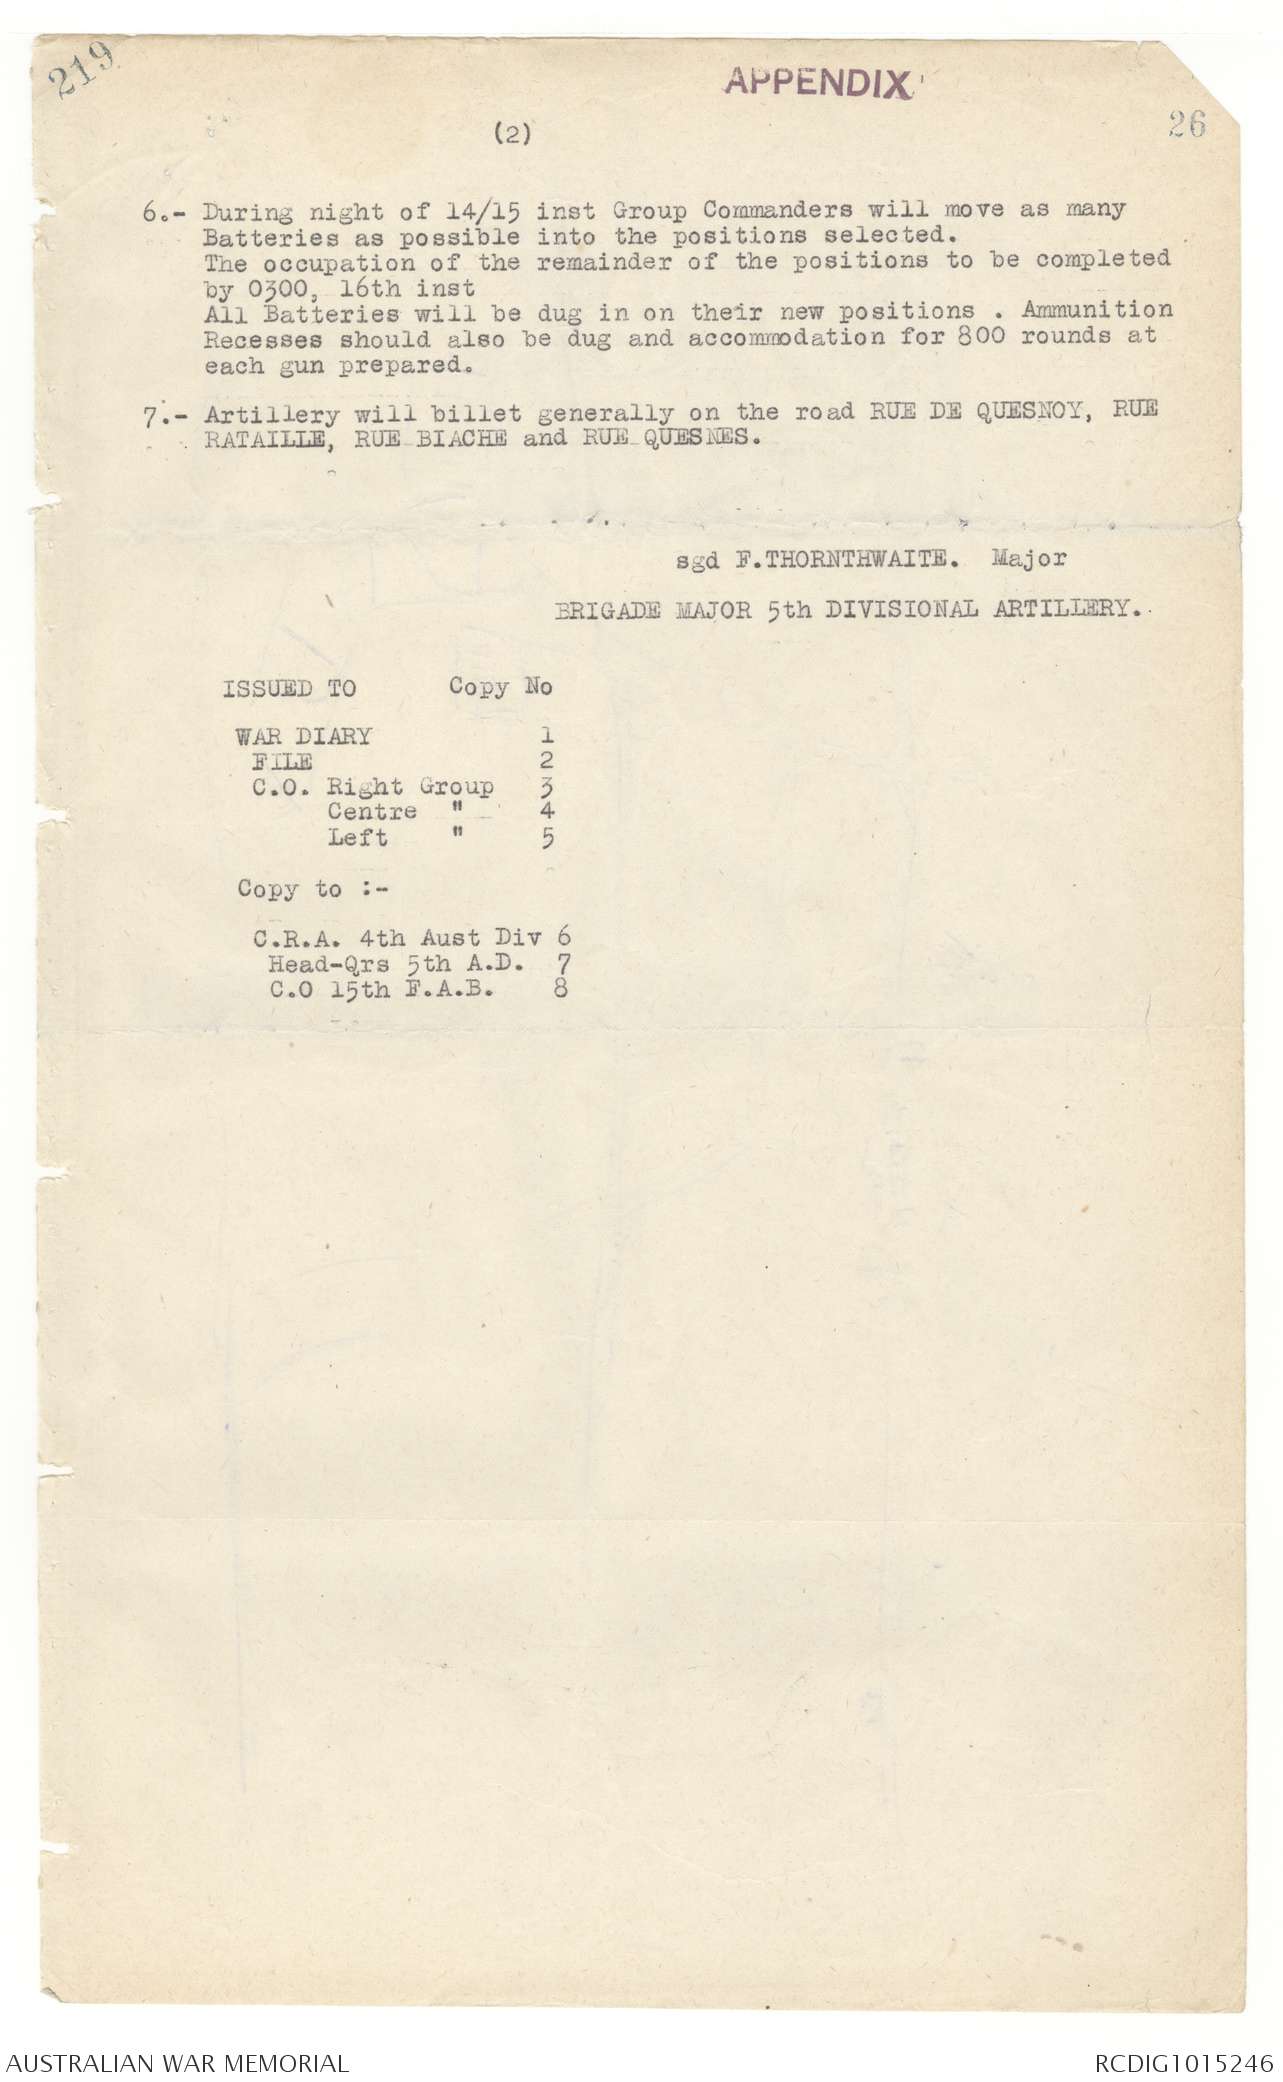 219
APPENDIX
26
(2)
6.- During night of 14/15 inst Group Commanders will move as many
Batteries as possible into the positions selected.
The occupation of the remainder of the positions to be completed
by 0300, 16th inst
All Batteries will be dug in on their new positions . Ammunition
Recesses should also be dug and accommodation for 800 rounds at
each gun prepared.
7.- Artillery will billet generally on the road RUE DE QUESNOY, RUE
RATAILLE, RUE BIACHE and RUE QUESNES.
sgd F.THORNTHWAITE. Major
BRIGADE MAJOR 5th DIVISIONAL ARTILLERY.
ISSUED TO Copy No
WAR DIARY 1
FILE 2
C.O. Right Group 3
Centre " 4
Left " 5
Copy to :-
C.R.A. 4th Aust Div 6
Head-Qrs 5th A.D. 7
C.O 15th F.A.B. 8
AUSTRALIAN WAR MEMORIAL
RCDIG1015246